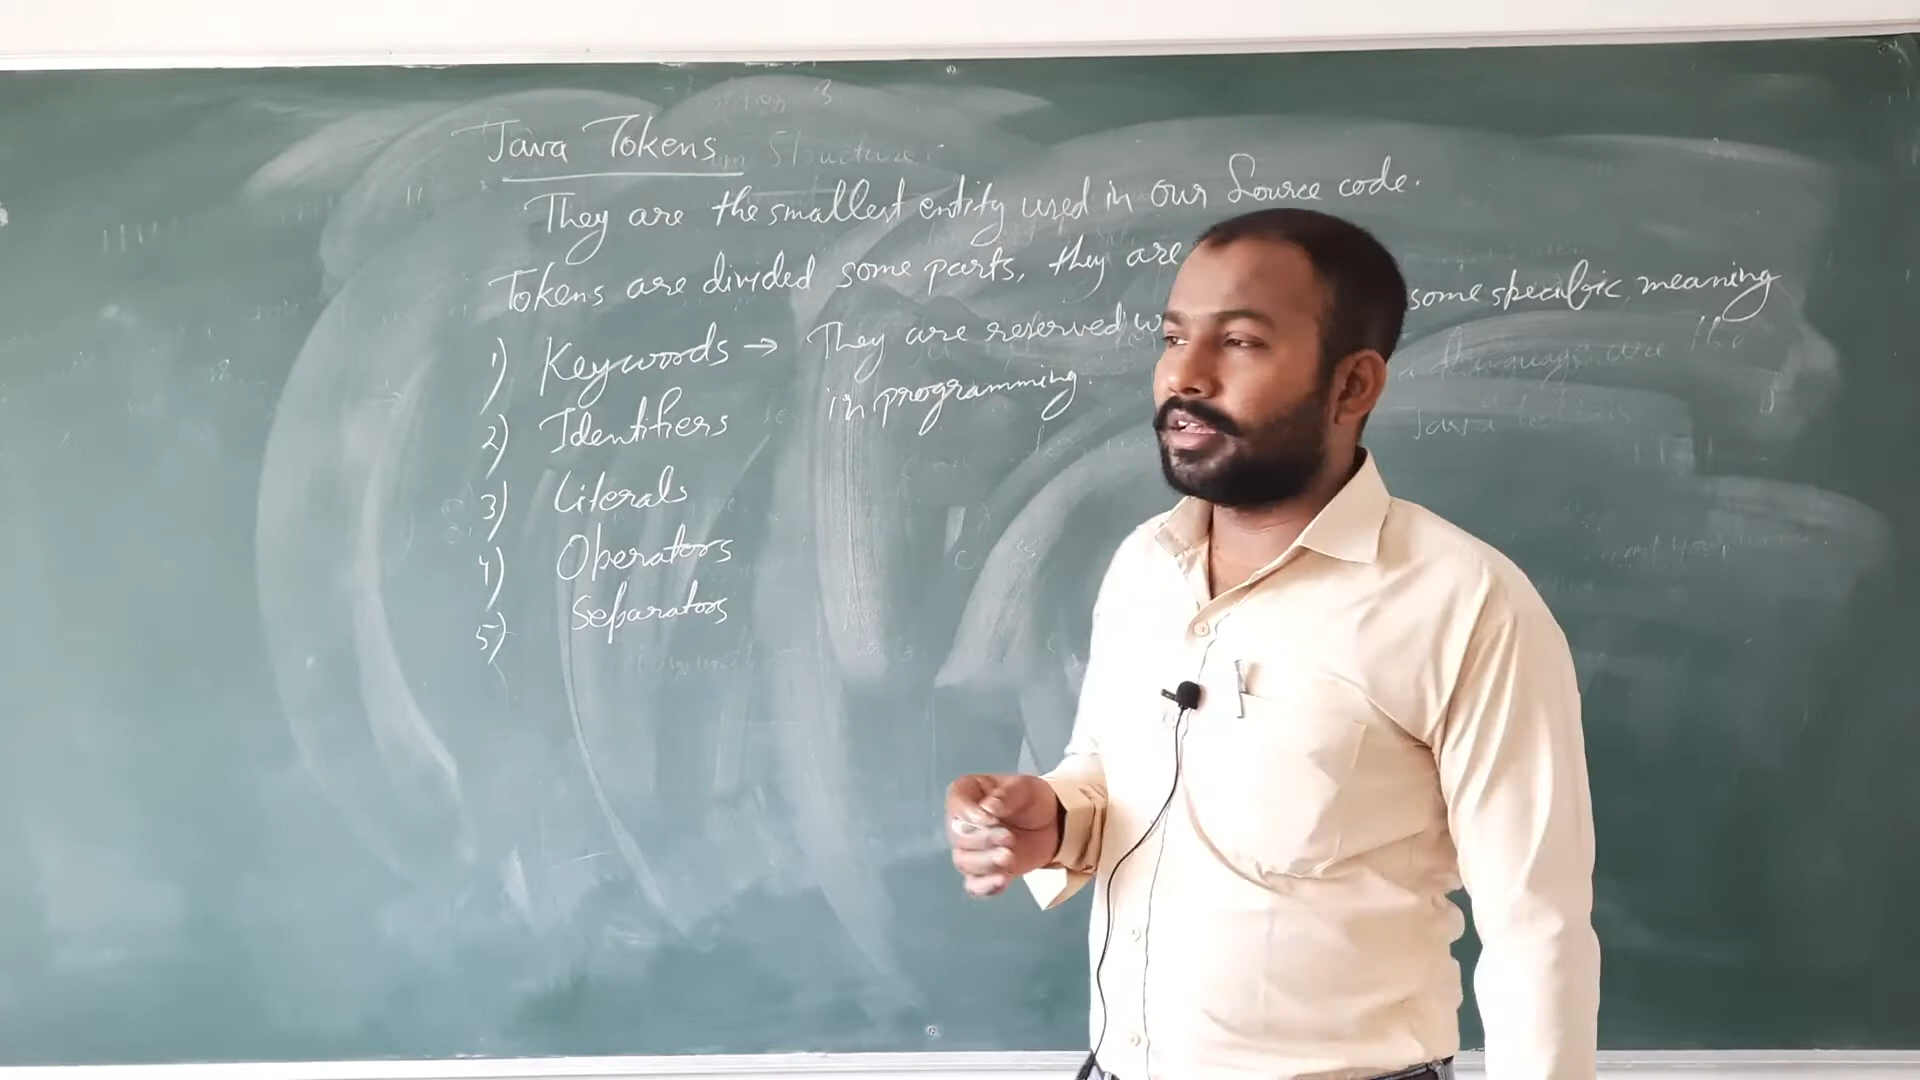 Java Tokens
They are the smallest entity used in our Source code.
Tokens are divided some parts, they are
1) Keywords → They are reserved some specific meaning
in programming.
2) Identifiers
3) Literals
4) Operators
5) Separators